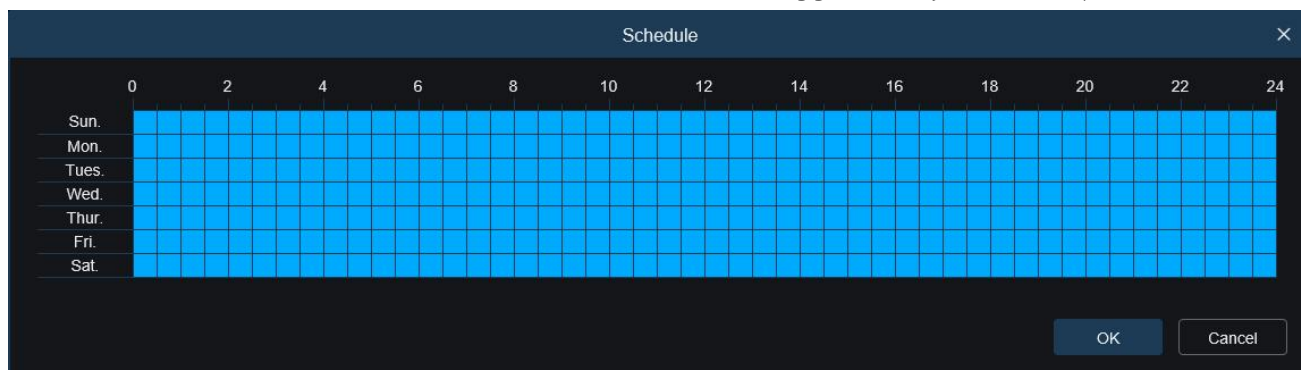 Schedule
0 2 4 6 8 10 12 14 16 18 20 22 24
Sun.
Mon.
Tues.
Wed.
Thur.
Fri.
Sat.
OK Cancel